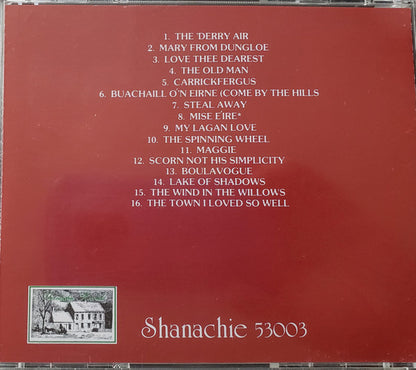 1. THE 'DERRY AIR
2. MARY FROM DUNGLOE
3. LOVE THEE DEAREST
4. THE OLD MAN
5. CARRICKFERGUS
6. BUACHAILL O'N EIRNE (COME BY THE HILLS
7. STEAL AWAY
8. MISE E'IRE*
9. MY LAGAN LOVE
10. THE SPINNING WHEEL
11. MAGGIE
12. SCORN NOT HIS SIMPLICITY
13. BOULAVOGUE
14. LAKE OF SHADOWS
15. THE WIND IN THE WILLOWS
16. THE TOWN I LOVED SO WELL
Shanachie 53003